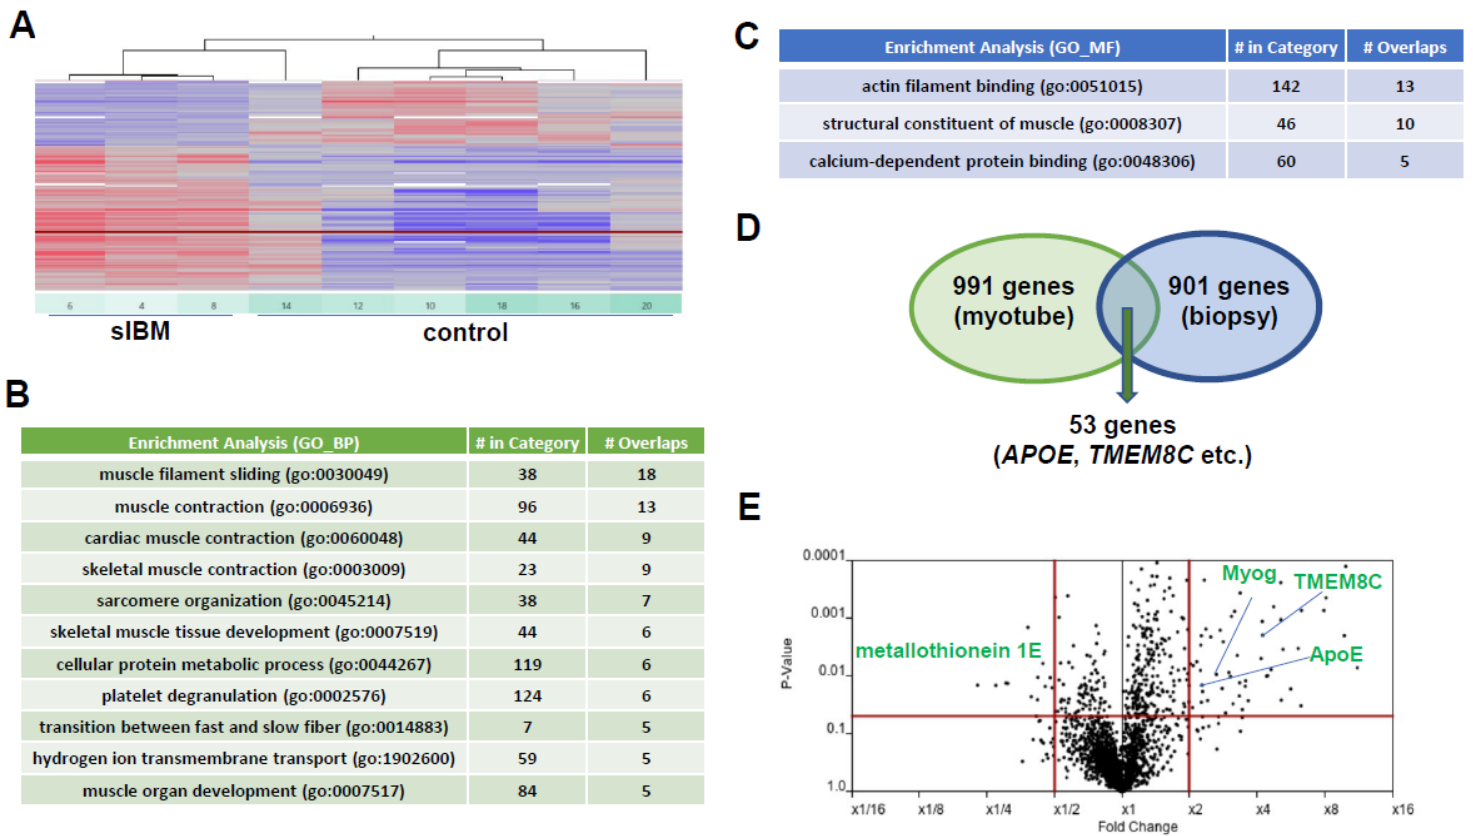 A
6 4 8 14 12 10 18 16 20
sIBM control
B
Enrichment Analysis (GO_BP) # in Category # Overlaps
muscle filament sliding (go:0030049) 38 18
muscle contraction (go:0006936) 96 13
cardiac muscle contraction (go:0060048) 44 9
skeletal muscle contraction (go:0003009) 23 9
sarcomere organization (go:0045214) 38 7
skeletal muscle tissue development (go:0007519) 44 6
cellular protein metabolic process (go:0044267) 119 6
platelet degranulation (go:0002576) 124 6
transition between fast and slow fiber (go:0014883) 7 5
hydrogen ion transmembrane transport (go:1902600) 59 5
muscle organ development (go:0007517) 84 5
C
Enrichment Analysis (GO_MF) # in Category # Overlaps
actin filament binding (go:0051015) 142 13
structural constituent of muscle (go:0008307) 46 10
calcium-dependent protein binding (go:0048306) 60 5
D
991 genes
(myotube)
901 genes
(biopsy)
53 genes
(APOE, TMEM8C etc.)
E
0.0001
0.001
0.01
0.1
1.0
P-Value
Myog
TMEM8C
metallothionein 1E
ApoE
x1/16 x1/8 x1/4 x1/2 x1 x2 x4 x8 x16
Fold Change